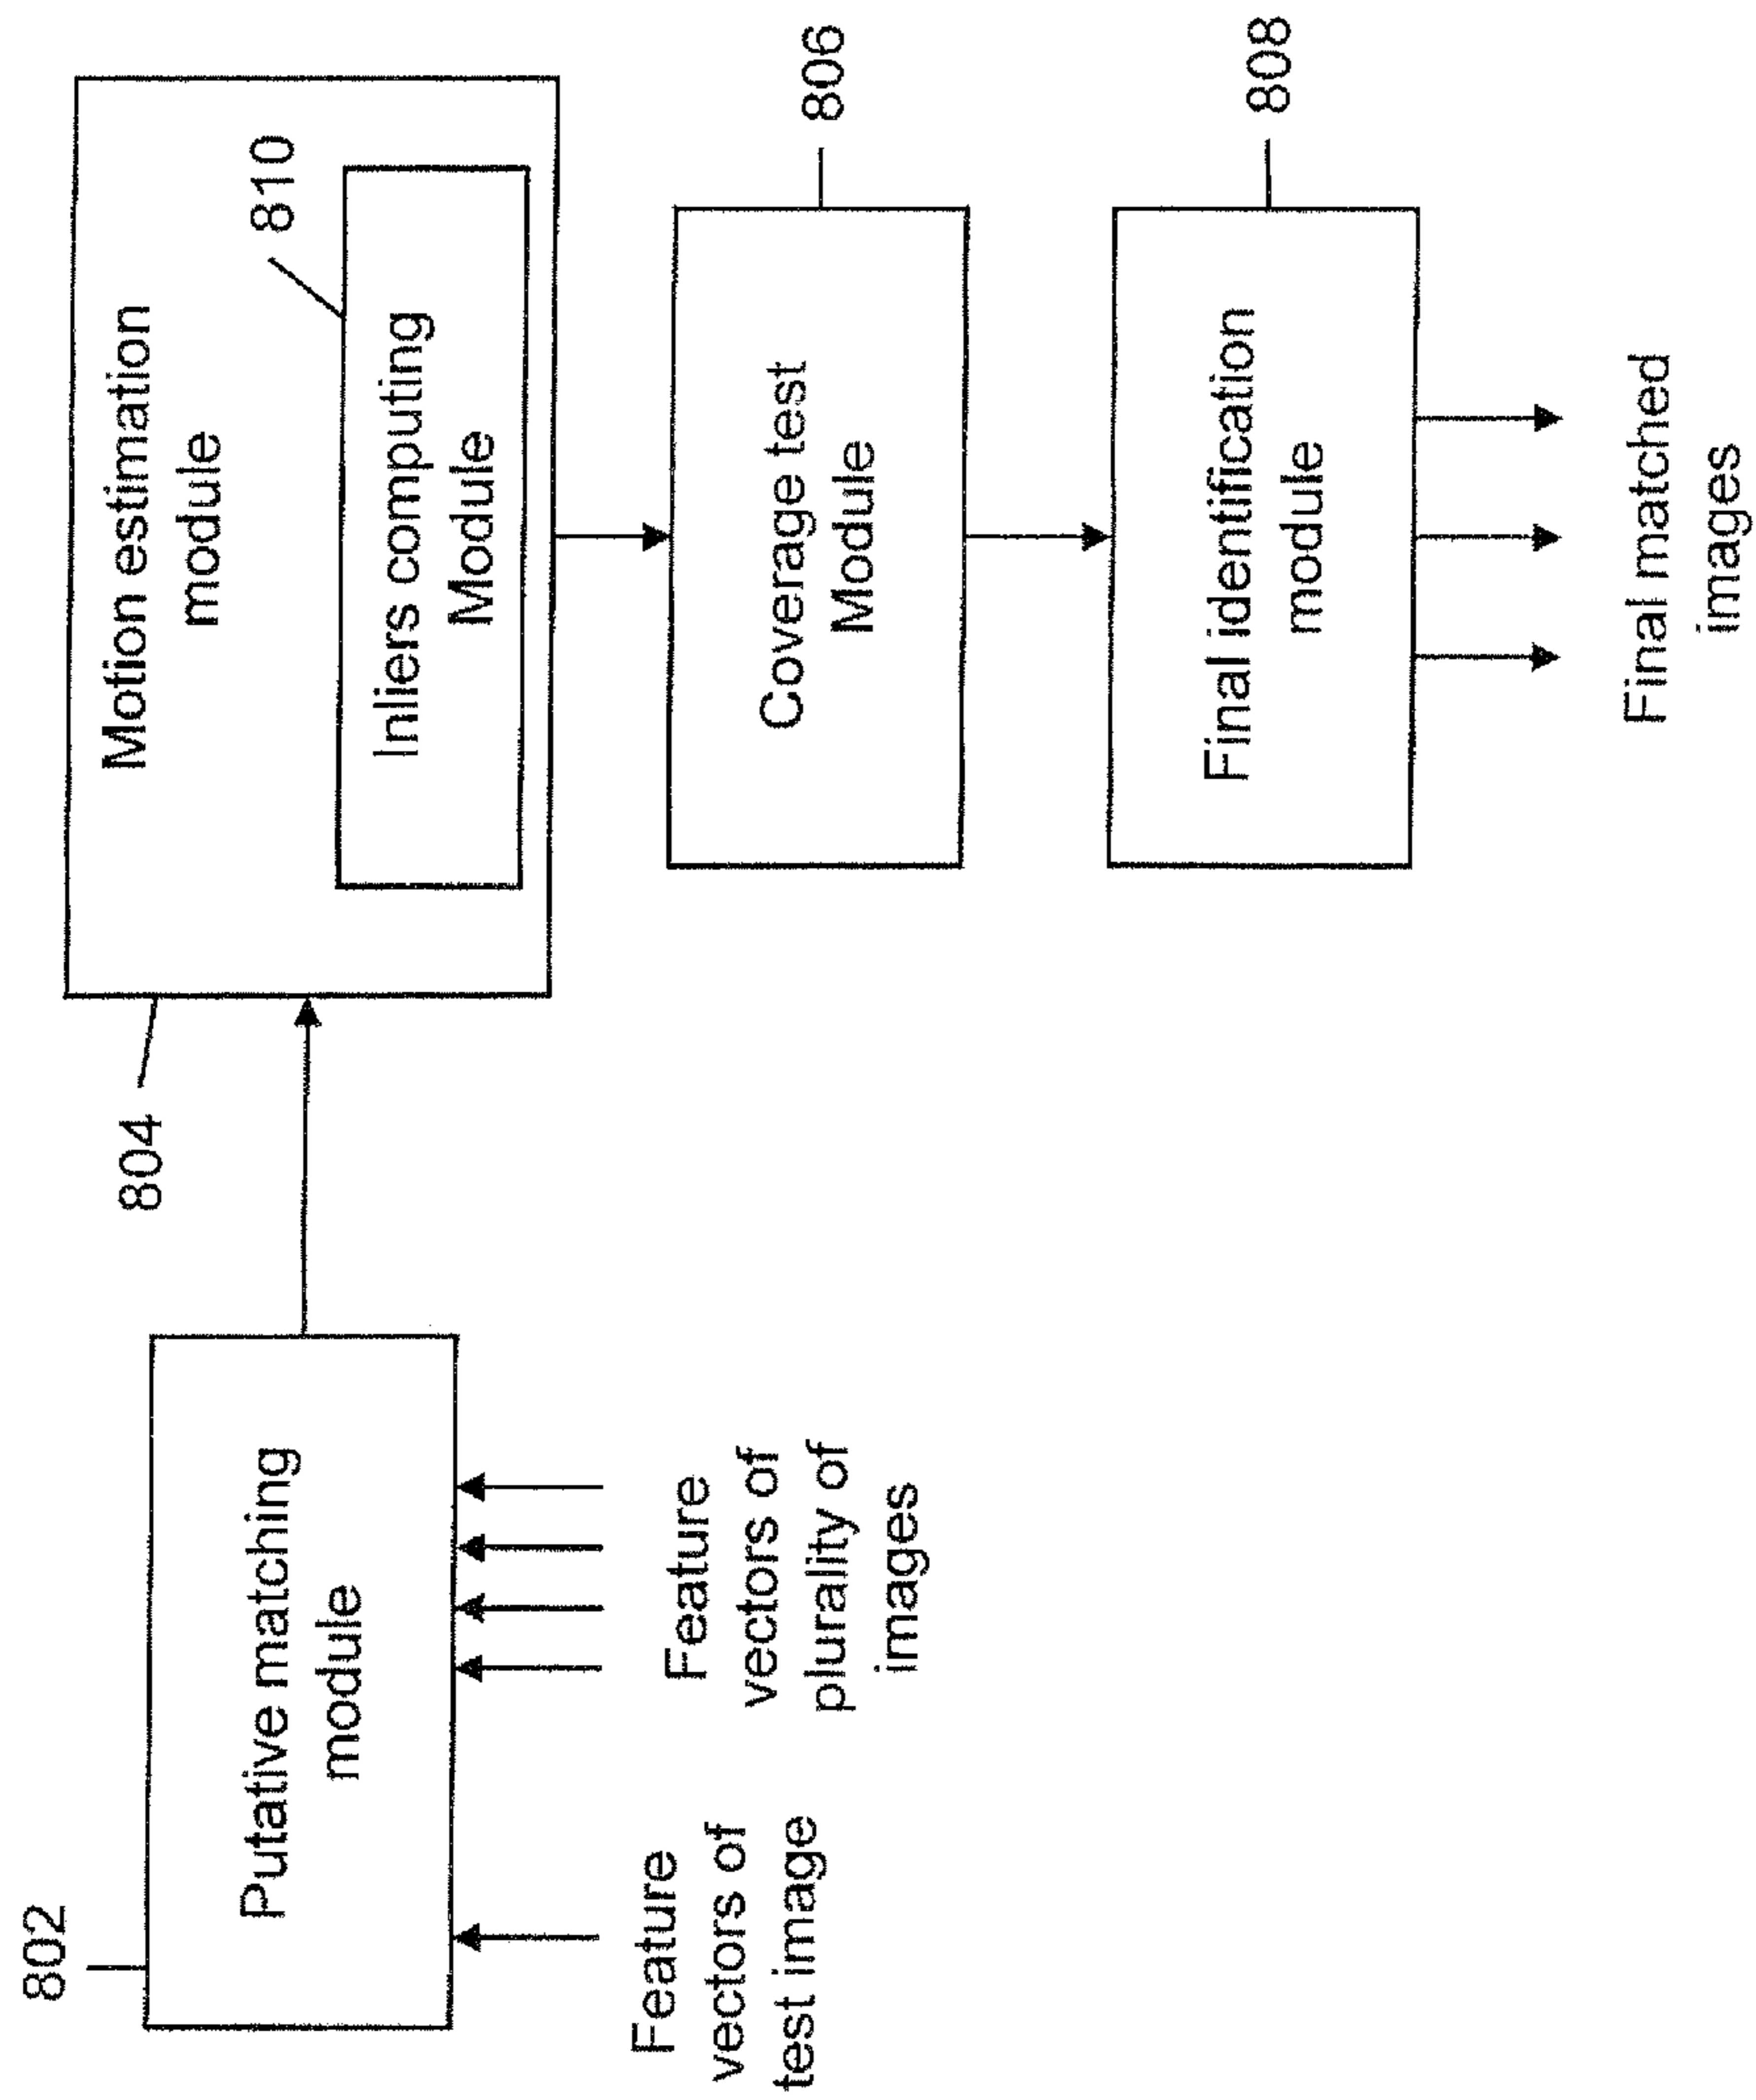 802
Putative matching
module
Feature
vectors of
test image
Feature
vectors of
plurality of
images
804
Motion estimation
module
810
Inliers computing
Module
Coverage test
Module
806
Final identification
module
808
Final matched
images